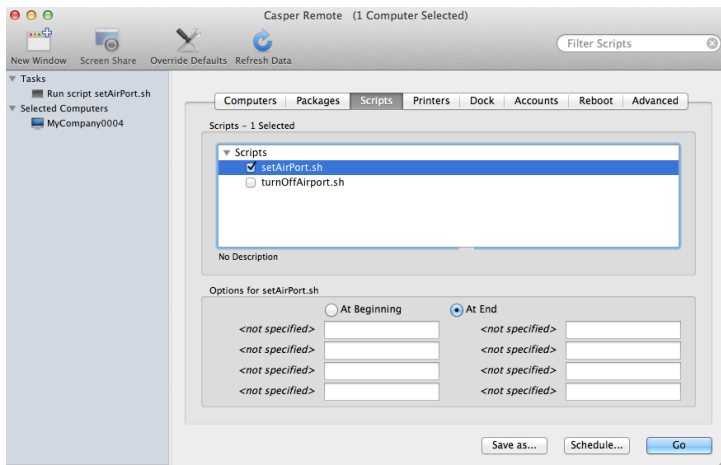 Casper Remote (1 Computer Selected)
New Window Screen Share Override Defaults Refresh Data
Filter Scripts
Tasks
Run script setAirPort.sh
Selected Computers
MyCompany0004
Computers Packages Scripts Printers Dock Accounts Reboot Advanced
Scripts – 1 Selected
Scripts
setAirPort.sh
turnOffAirport.sh
No Description
Options for setAirPort.sh
At Beginning At End
<not specified> <not specified>
<not specified> <not specified>
<not specified> <not specified>
<not specified> <not specified>
Save as... Schedule... Go